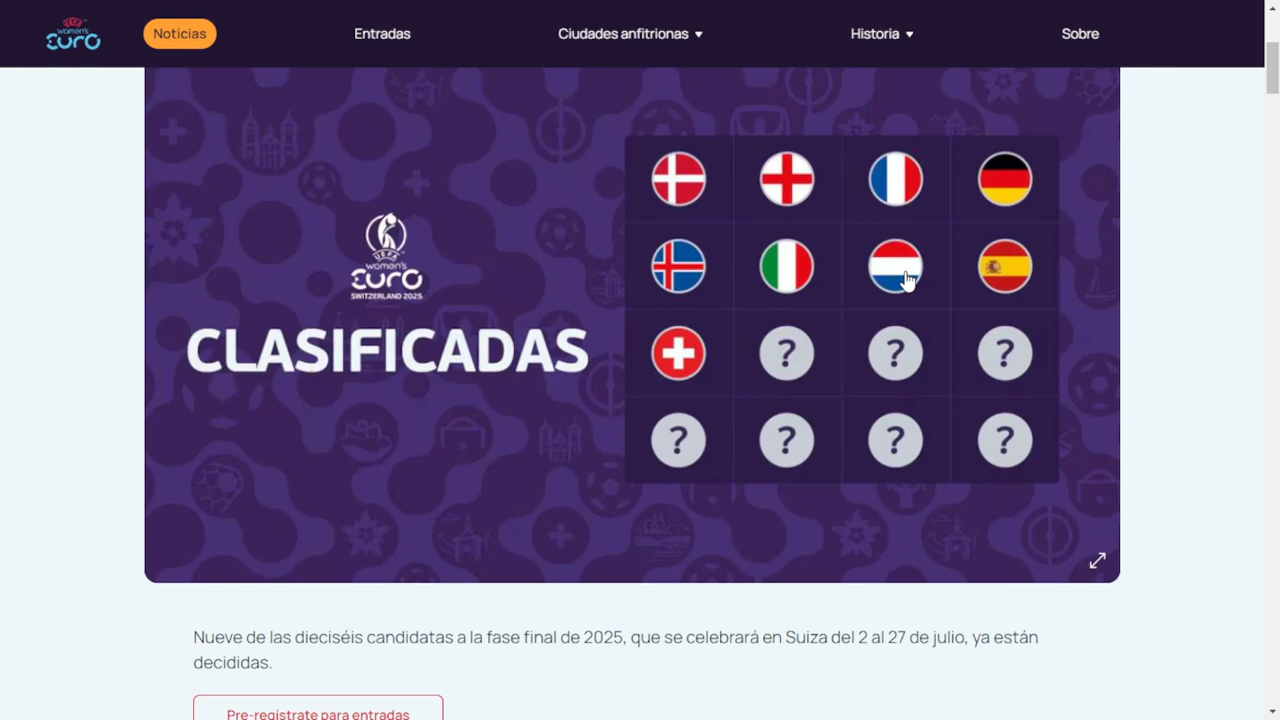 UEFA
women's
EURO
Noticias
Entradas
Ciudades anfitrionas
Historia
Sobre
UEFA
women's
EURO
SWITZERLAND 2025
CLASIFICADAS
? ? ?
? ? ? ?
Nueve de las dieciséis candidatas a la fase final de 2025, que se celebrará en Suiza del 2 al 27 de julio, ya están
decididas.
Pre-regístrate para entradas